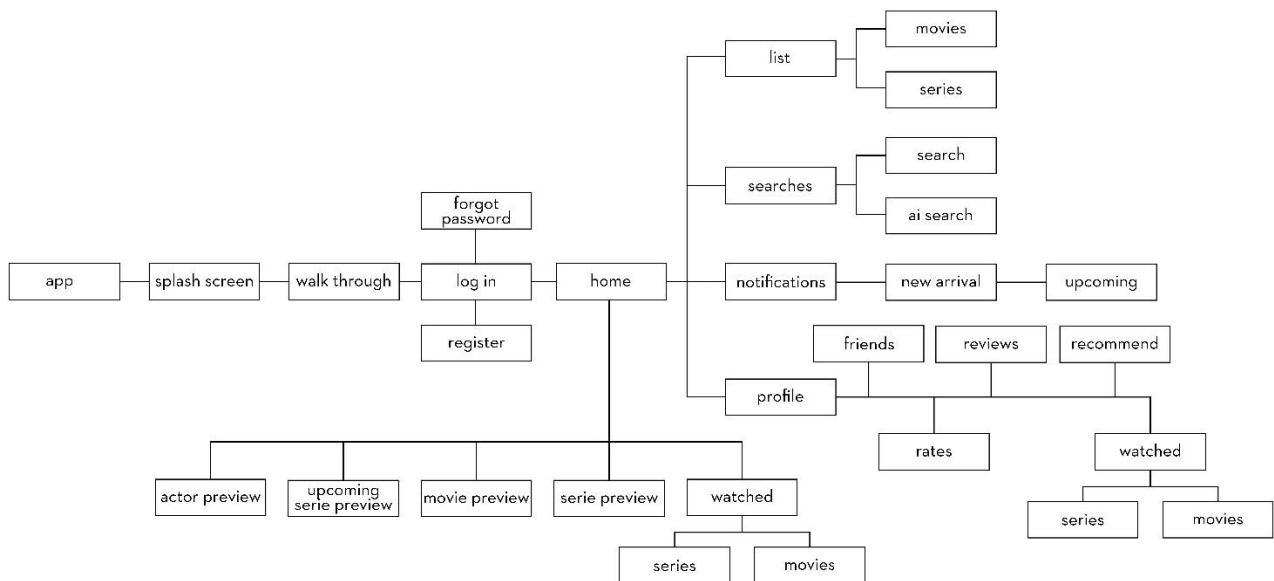 movies
list
series
search
searches
ai search
forgot
password
app
splash screen
walk through
log in
home
notifications
new arrival
upcoming
register
friends
reviews
recommend
profile
rates
watched
actor preview
upcoming
serie preview
movie preview
serie preview
watched
series
movies
series
movies